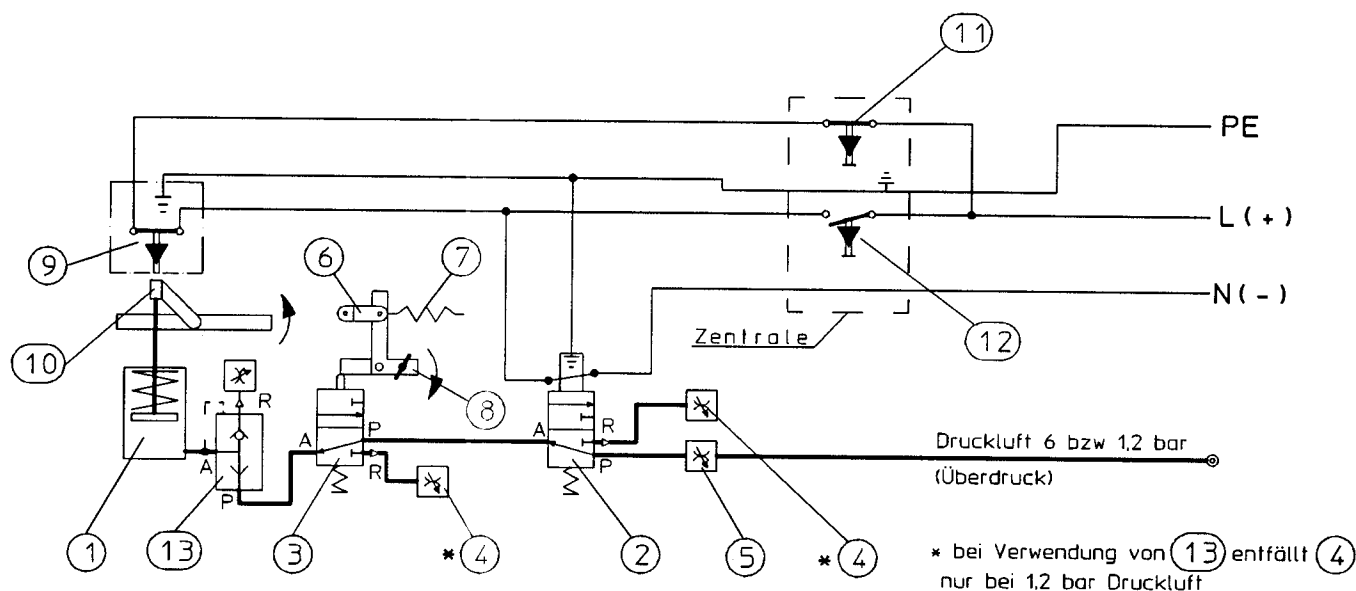 11
PE
L (+)
9
6
7
N (-)
Zentrale
12
10
R
8
A
P
R
A
R
P
A
P
Druckluft 6 bzw 1,2 bar
(Überdruck)
1
13
3
* 4
2
5
* 4
* bei Verwendung von 13 entfällt 4
nur bei 1,2 bar Druckluft